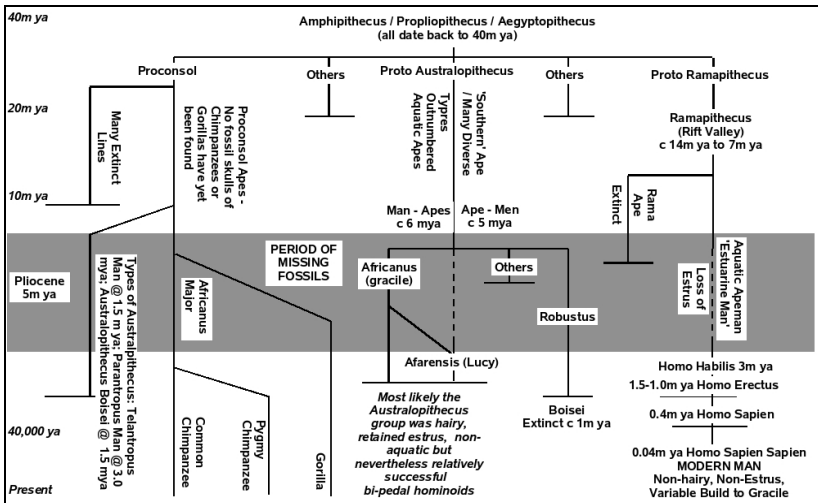 40m ya
Amphipithecus / Propliopithecus / Aegyptopithecus
(all date back to 40m ya)
Proconsol
Others
Proto Australopithecus
Others
Proto Ramapithecus
20m ya
Many Extinct
Lines
Proconsol Apes -
No fossil skulls of
Chimpanzees or
Gorillas have yet
been found
'Southern' Ape
/ Many Diverse
Typres
Outnumbered
Aquatic Apes
Ramapithecus
(Rift Valley)
c 14m ya to 7m ya
10m ya
Rama
Ape
Extinct
Man - Apes
c 6 mya
Ape - Men
c 5 mya
Pliocene
5m ya
Types of Australpithecus: Telantropus
Man @ 1.5 m ya; Parantropus Man @ 3.0
mya; Australopithecus Boisei @ 1.5 mya
Africanus
Major
PERIOD OF
MISSING
FOSSILS
Africanus
(gracile)
Others
Robustus
Aquatic Apeman
'Estuarine Man'
Loss of
Estrus
Afarensis (Lucy)
Homo Habilis 3m ya
1.5-1.0m ya Homo Erectus
0.4m ya Homo Sapien
40,000 ya
Common
Chimpanzee
Pygmy
Chimpanzee
Gorilla
Most likely the
Australopithecus
group was hairy,
retained estrus, non-
aquatic but
nevertheless relatively
successful
bi-pedal hominoids
Boisei
Extinct c 1m ya
0.04m ya Homo Sapien Sapien
MODERN MAN
Non-hairy, Non-Estrus,
Variable Build to Gracile
Present